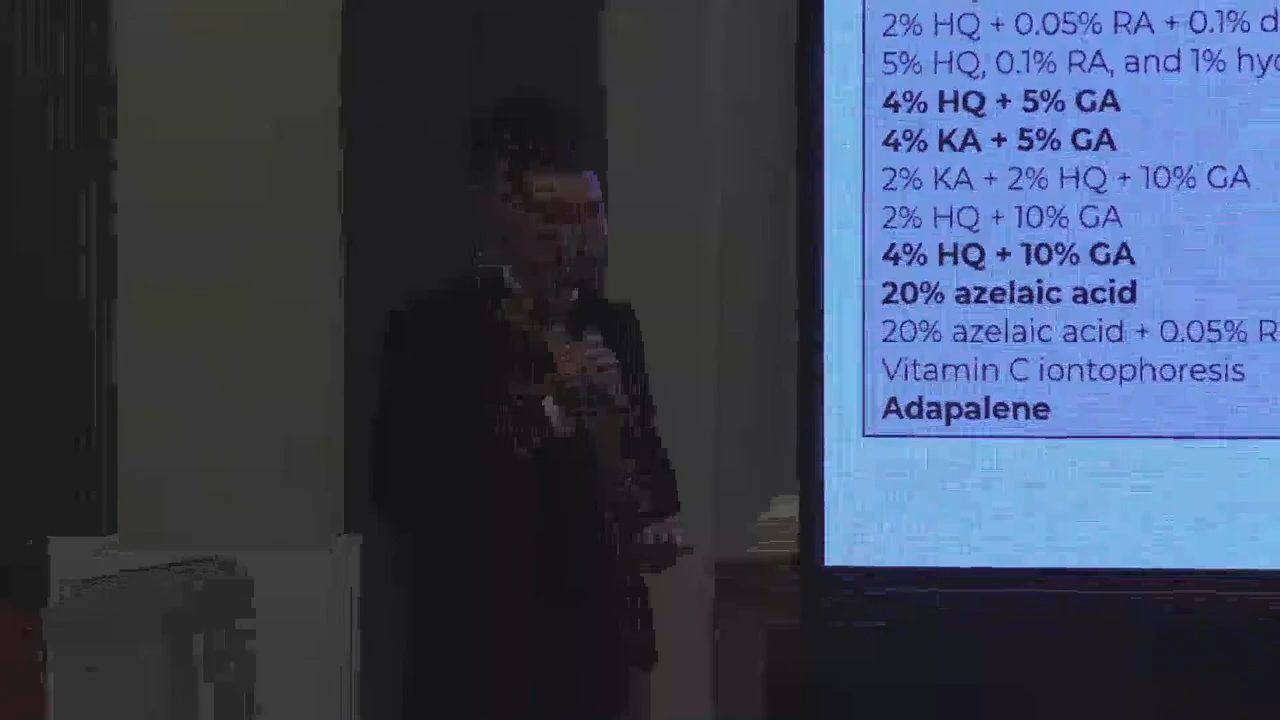 2% HQ + 0.05% RA + 0.1%
5% HQ, 0.1% RA, and 1%
4% HQ + 5% GA
4% KA + 5% GA
2% KA + 2% HQ + 10% GA
2% HQ + 10% GA
4% HQ + 10% GA
20% azelaic acid
20% azelaic acid + 0.05%
Vitamin C iontophoresis
Adapalene